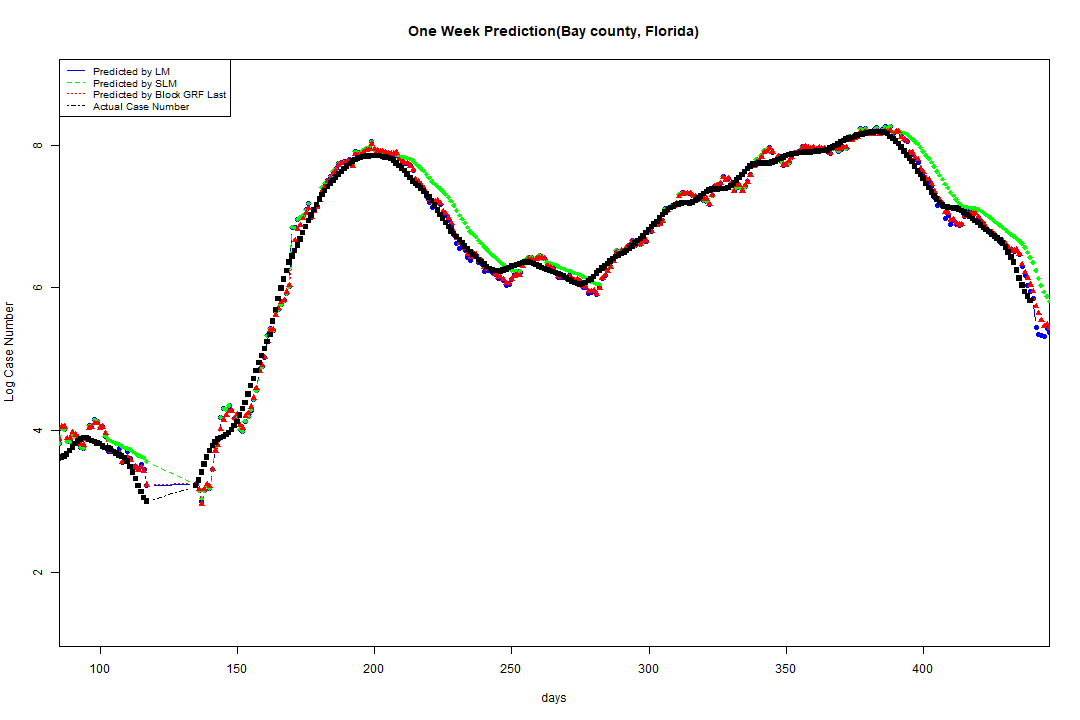 One Week Prediction(Bay county, Florida)
Predicted by LM
Predicted by SLM
Predicted by Block GRF Last
Actual Case Number
8
6
4
2
Log Case Number
100 150 200 250 300 350 400
days